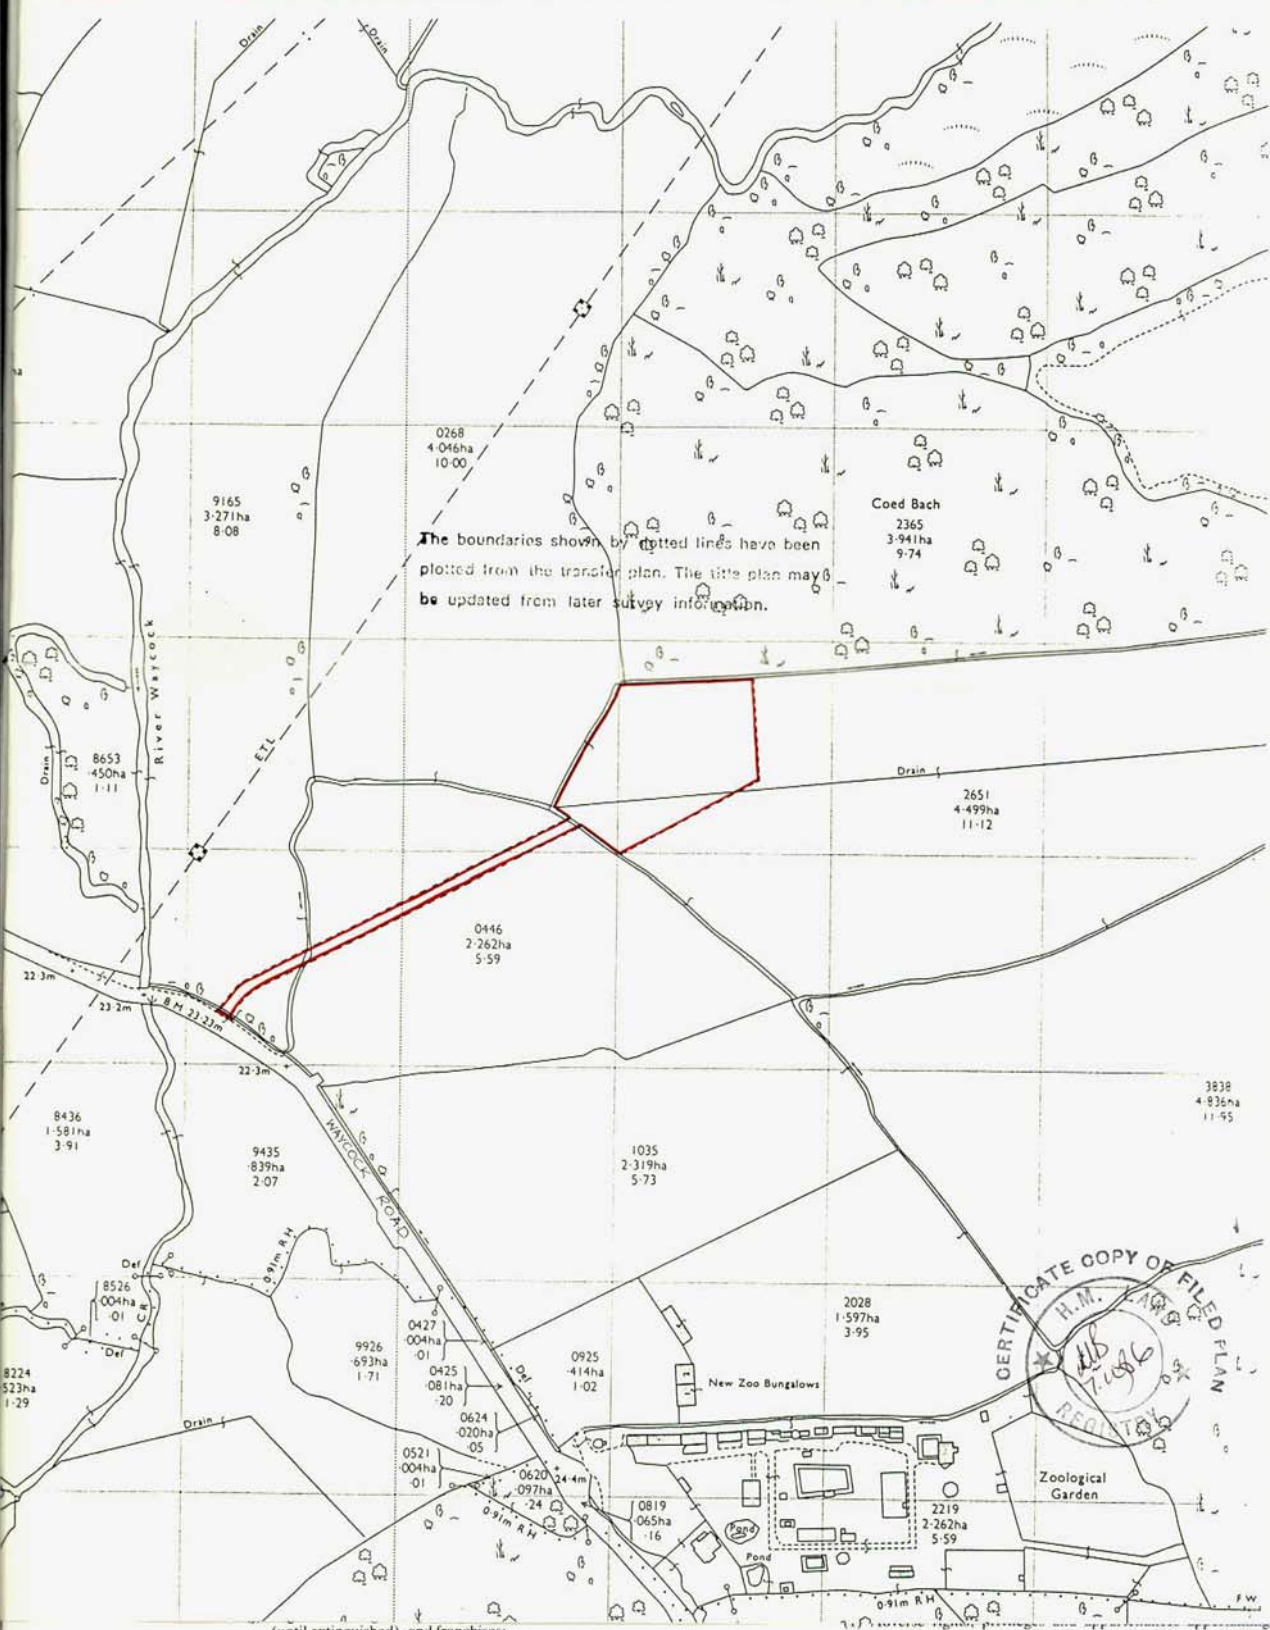 Drain
Drain
0268
4·046ha
10·00
9165
3·271ha
8·08
Coed Bach
2365
3·941ha
9·74
The boundaries shown by dotted lines have been
plotted from the transfer plan. The title plan may
be updated from later survey information.
River Waycock
ETL
Drain
8653
·450ha
1·11
Drain
2651
4·499ha
11·12
0446
2·262ha
5·59
22·3m
23·2m
BM 23·23m
22·3m
3838
4·836ha
11·95
8436
1·581ha
3·91
9435
·839ha
2·07
WAYCOCK ROAD
1035
2·319ha
5·73
0·91m RH
Def
8526
·004ha
·01
CR
Def
CERTIFICATE COPY OF FILED PLAN
H.M. LAND
REGISTRY
0427
·004ha
·01
2028
1·597ha
3·95
9926
·693ha
1·71
0425
·081ha
·20
Def
0925
·414ha
1·02
1
2
New Zoo Bungalows
8224
523ha
1·29
Drain
0624
·020ha
·05
0521
·004ha
·01
0620
·097ha
·24
24·4m
0·91m RH
0819
·065ha
·16
Pond
Pond
2219
2·262ha
5·59
Zoological
Garden
0·91m RH
FW
(until extinguished) and franchises;